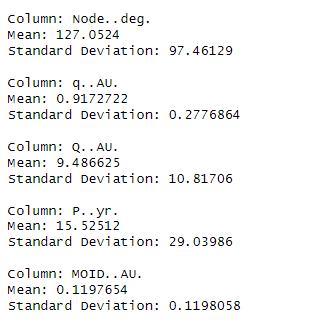 Column: Node..deg.
Mean: 127.0524
Standard Deviation: 97.46129
Column: q..AU.
Mean: 0.9172722
Standard Deviation: 0.2776864
Column: Q..AU.
Mean: 9.486625
Standard Deviation: 10.81706
Column: P..yr.
Mean: 15.52512
Standard Deviation: 29.03986
Column: MOID..AU.
Mean: 0.1197654
Standard Deviation: 0.1198058